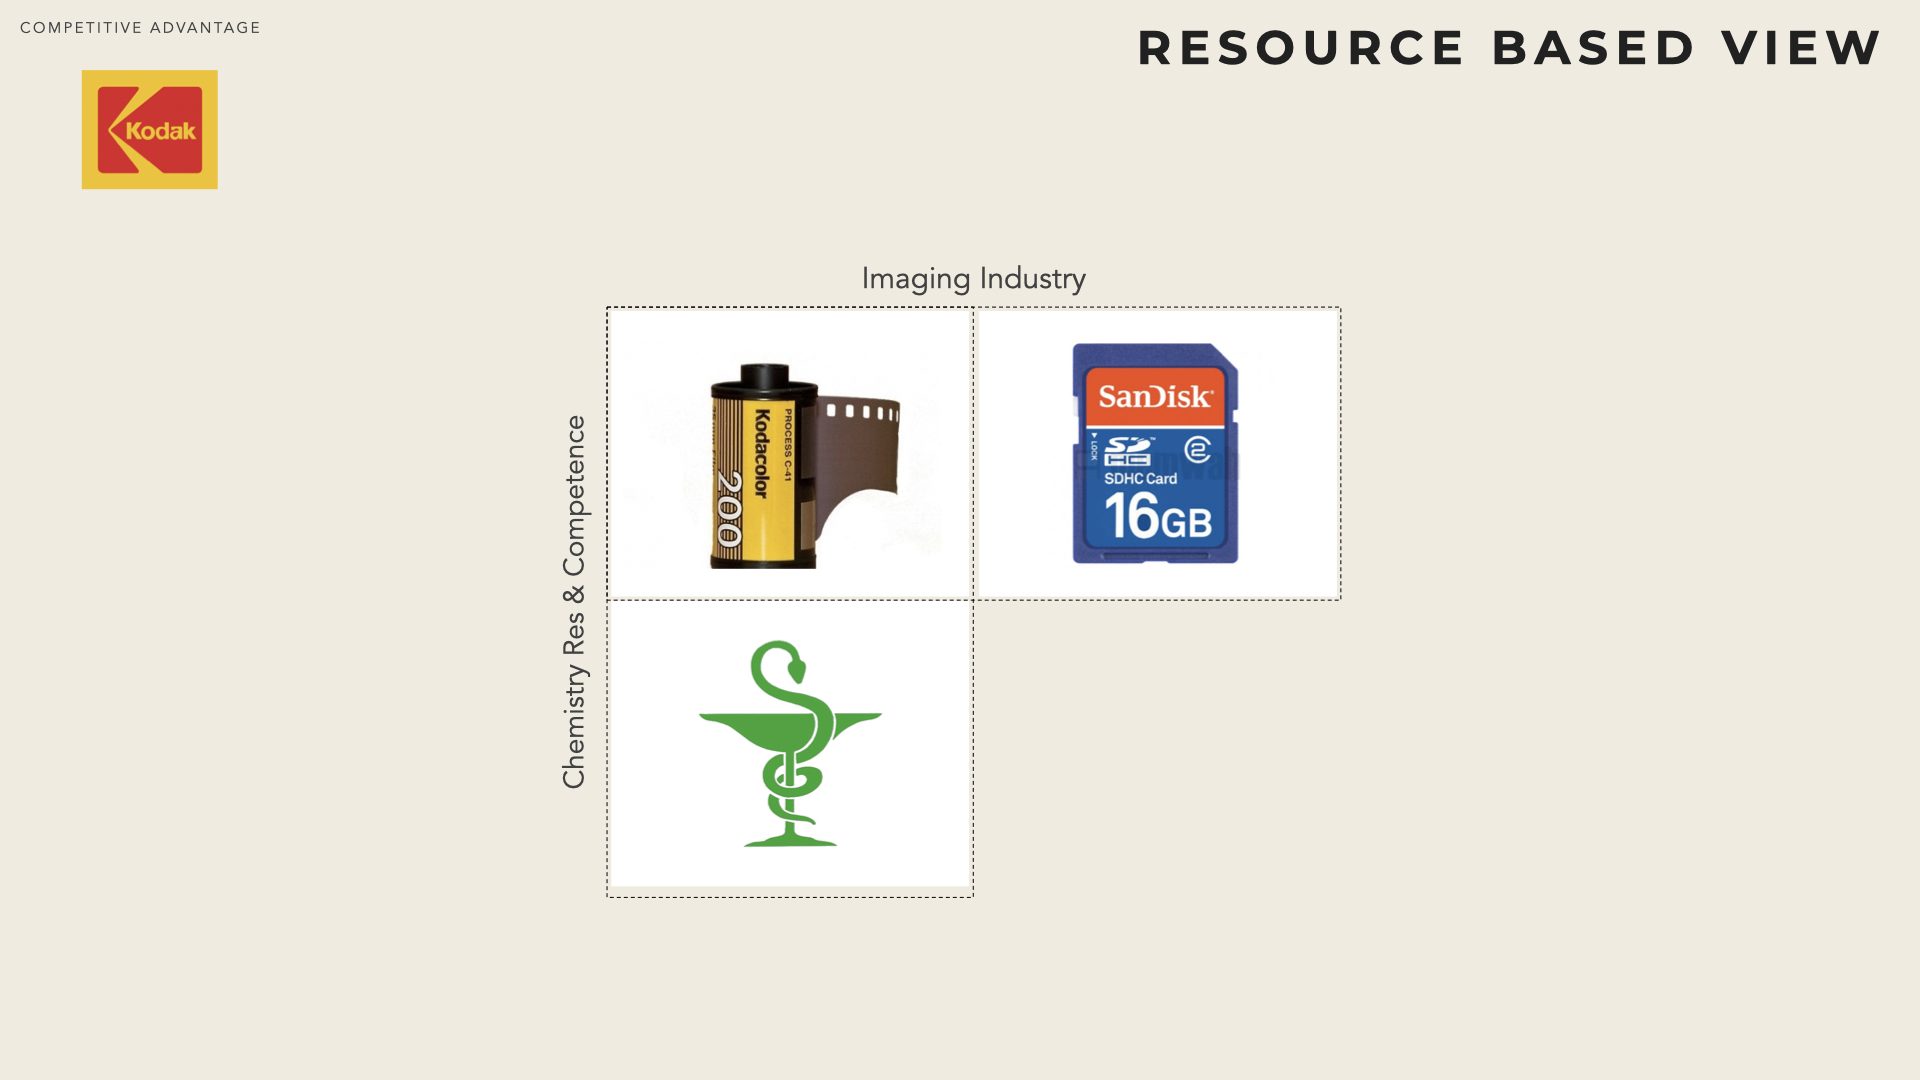 COMPETITIVE ADVANTAGE
RESOURCE BASED VIEW
Kodak
Imaging Industry
Chemistry Res & Competence
Kodacolor
PROCESS C-41
200
SanDisk
LOCK
SD
HC
2
SDHC Card
16GB